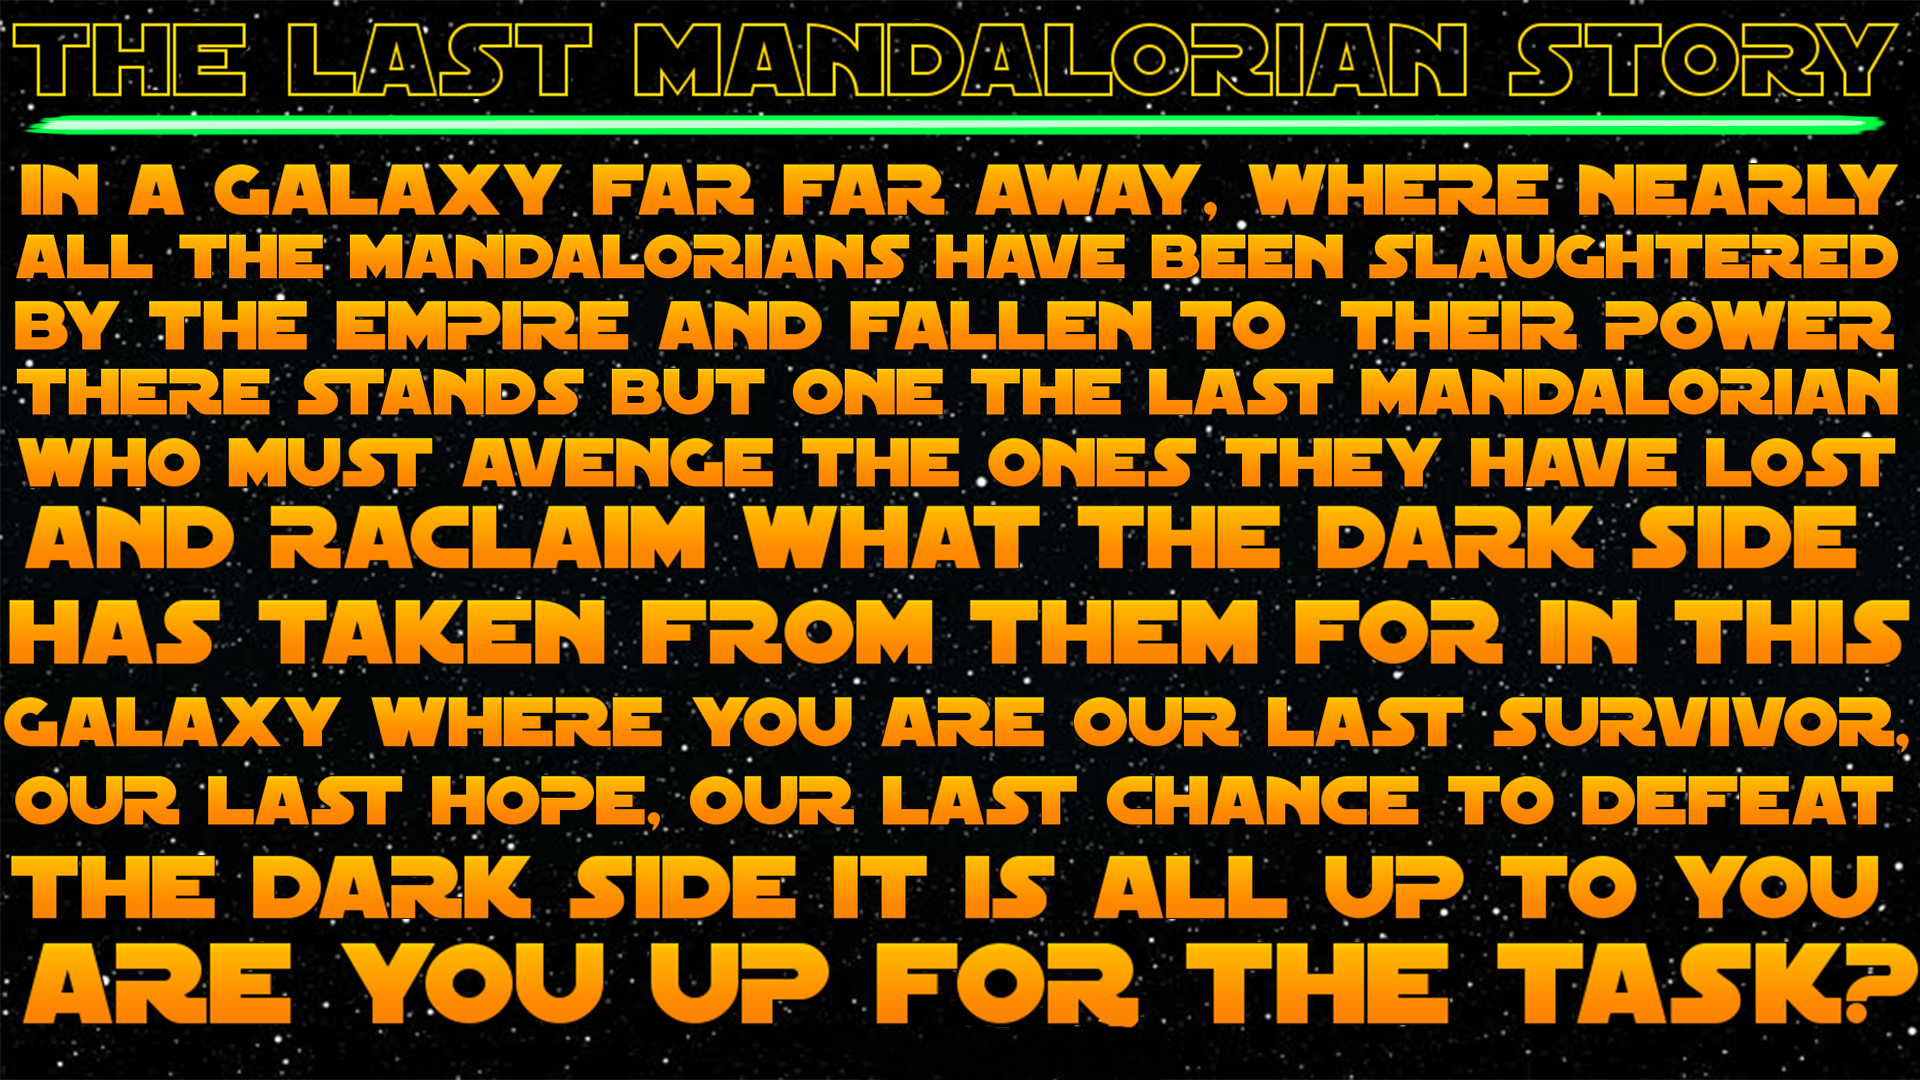 THE LAST MANDALORIAN STORY
IN A GALAXY FAR FAR AWAY, WHERE NEARLY
ALL THE MANDALORIANS HAVE BEEN SLAUGHTERED
BY THE EMPIRE AND FALLEN TO THEIR POWER
THERE STANDS BUT ONE THE LAST MANDALORIAN
WHO MUST AVENGE THE ONES THEY HAVE LOST
AND RACLAIM WHAT THE DARK SIDE
HAS TAKEN FROM THEM FOR IN THIS
GALAXY WHERE YOU ARE OUR LAST SURVIVOR,
OUR LAST HOPE, OUR LAST CHANCE TO DEFEAT
THE DARK SIDE IT IS ALL UP TO YOU
ARE YOU UP FOR THE TASK?